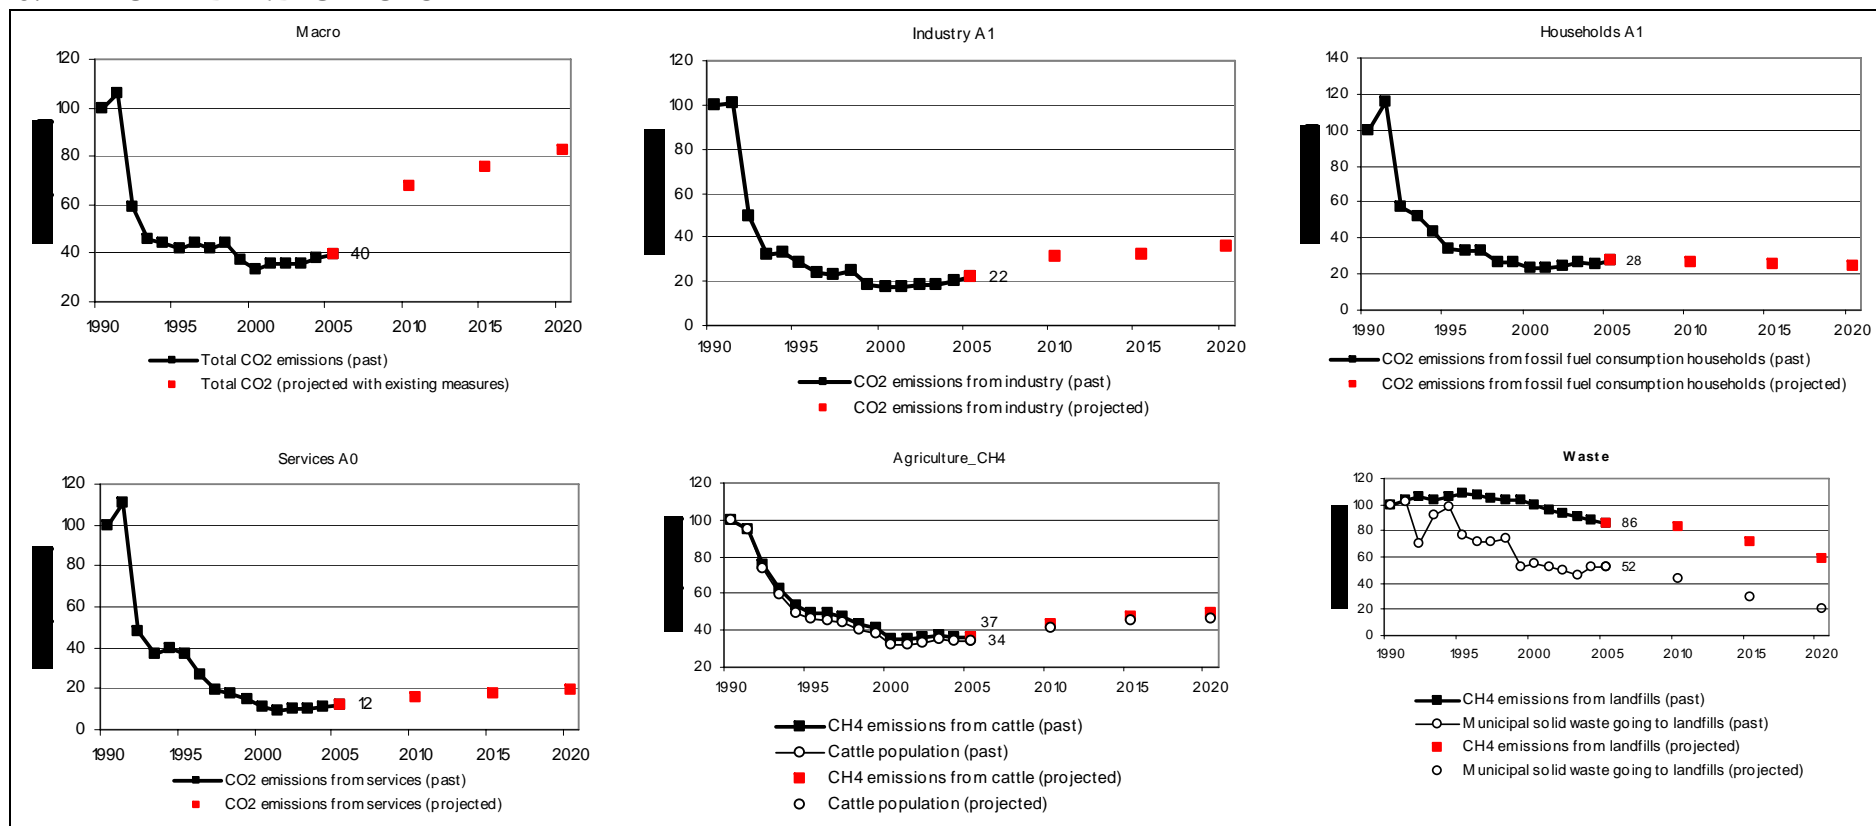 Macro
120
100
80
60
40
20
40
1990 1995 2000 2005 2010 2015 2020
Total CO2 emissions (past)
Total CO2 (projected with existing measures)
Industry A1
120
100
80
60
40
20
0
22
1990 1995 2000 2005 2010 2015 2020
CO2 emissions from industry (past)
CO2 emissions from industry (projected)
Households A1
140
120
100
80
60
40
20
0
28
1990 1995 2000 2005 2010 2015 2020
CO2 emissions from fossil fuel consumption households (past)
CO2 emissions from fossil fuel consumption households (projected)
Services A0
120
100
80
60
40
20
0
12
1990 1995 2000 2005 2010 2015 2020
CO2 emissions from services (past)
CO2 emissions from services (projected)
Agriculture_CH4
120
100
80
60
40
20
37
34
1990 1995 2000 2005 2010 2015 2020
CH4 emissions from cattle (past)
Cattle population (past)
CH4 emissions from cattle (projected)
Cattle population (projected)
Waste
120
100
80
60
40
20
0
86
52
1990 1995 2000 2005 2010 2015 2020
CH4 emissions from landfills (past)
Municipal solid waste going to landfills (past)
CH4 emissions from landfills (projected)
Municipal solid waste going to landfills (projected)